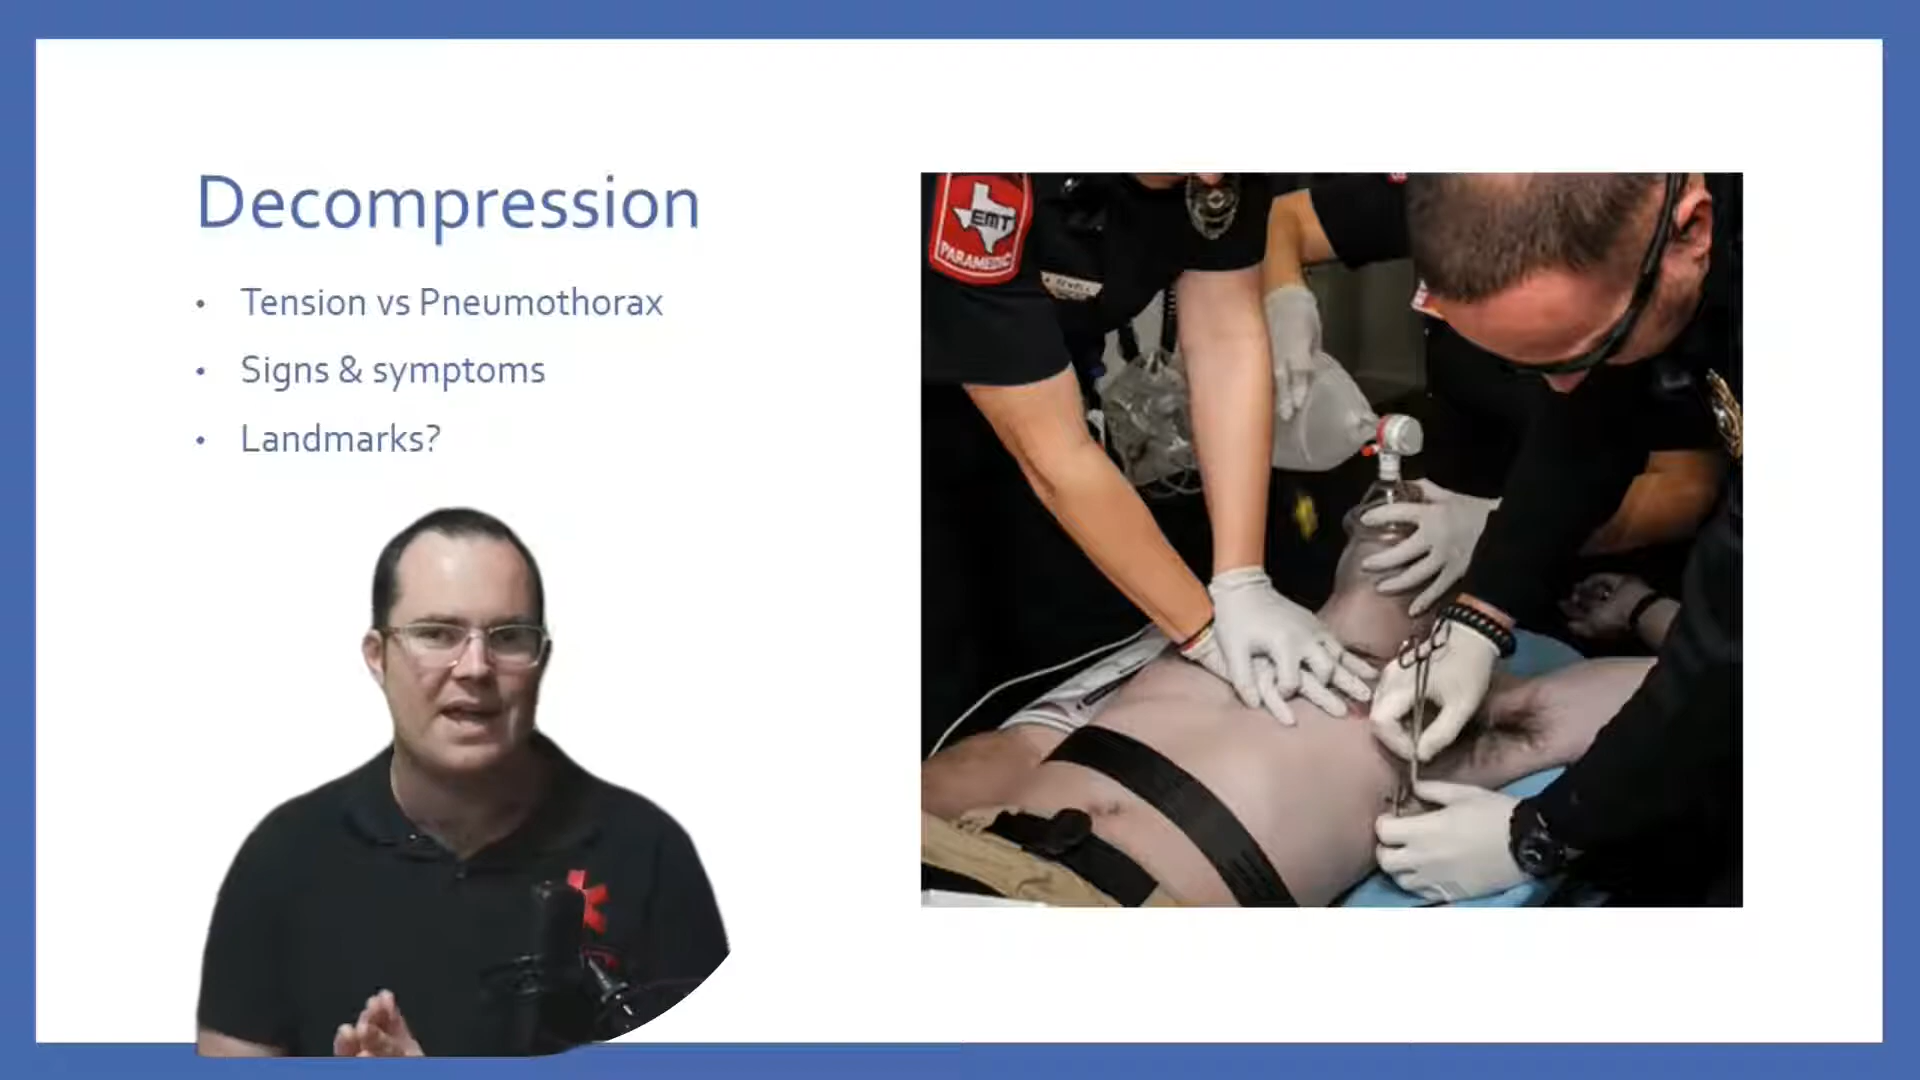 Decompression
• Tension vs Pneumothorax
• Signs & symptoms
• Landmarks?
EMT
PARAMEDIC